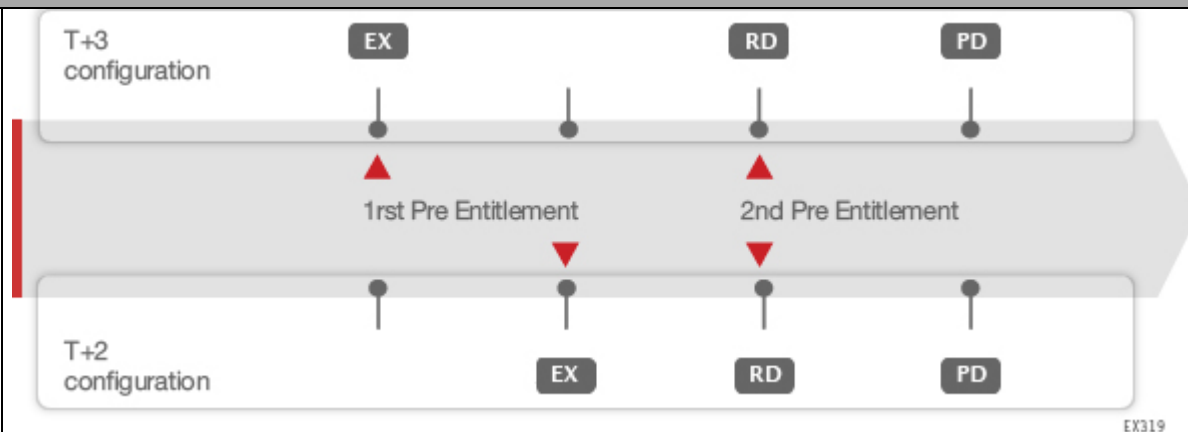 T+3
configuration
EX RD PD
1rst Pre Entitlement 2nd Pre Entitlement
T+2
configuration
EX RD PD
EX319